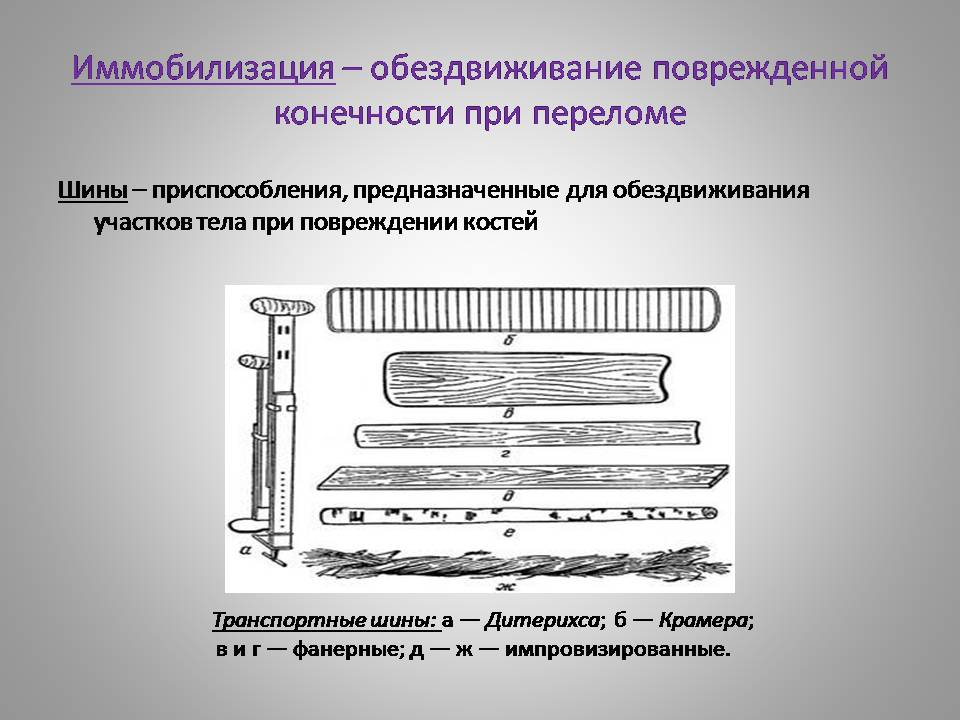 Иммобилизация – обездвиживание поврежденной
конечности при переломе
Шины – приспособления, предназначенные для обездвиживания
участков тела при повреждении костей
б
в
г
д
е
а
ж
Транспортные шины: а — Дитерихса; б — Крамера;
в и г — фанерные; д — ж — импровизированные.